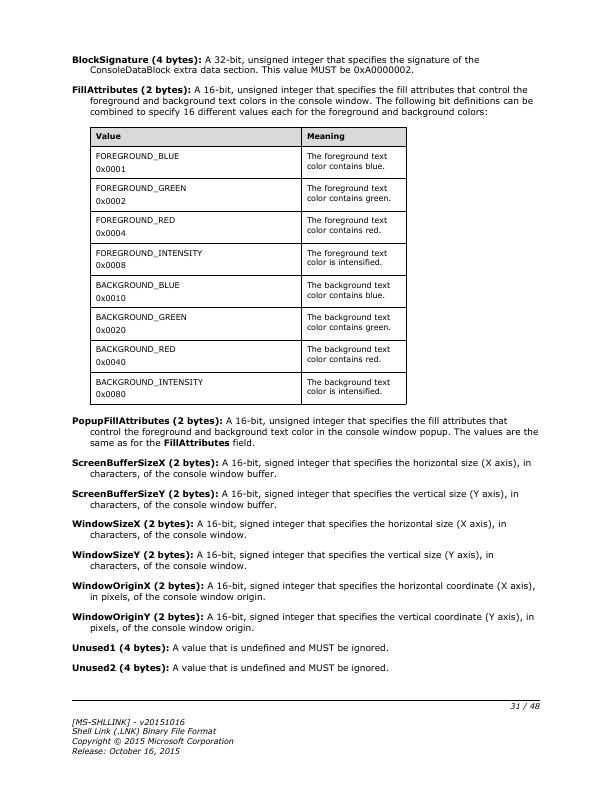 BlockSignature (4 bytes): A 32-bit, unsigned integer that specifies the signature of the
ConsoleDataBlock extra data section. This value MUST be 0xA0000002.
FillAttributes (2 bytes): A 16-bit, unsigned integer that specifies the fill attributes that control the
foreground and background text colors in the console window. The following bit definitions can be
combined to specify 16 different values each for the foreground and background colors:
Value Meaning
FOREGROUND_BLUE
0x0001
The foreground text
color contains blue.
FOREGROUND_GREEN
0x0002
The foreground text
color contains green.
FOREGROUND_RED
0x0004
The foreground text
color contains red.
FOREGROUND_INTENSITY
0x0008
The foreground text
color is intensified.
BACKGROUND_BLUE
0x0010
The background text
color contains blue.
BACKGROUND_GREEN
0x0020
The background text
color contains green.
BACKGROUND_RED
0x0040
The background text
color contains red.
BACKGROUND_INTENSITY
0x0080
The background text
color is intensified.
PopupFillAttributes (2 bytes): A 16-bit, unsigned integer that specifies the fill attributes that
control the foreground and background text color in the console window popup. The values are the
same as for the FillAttributes field.
ScreenBufferSizeX (2 bytes): A 16-bit, signed integer that specifies the horizontal size (X axis), in
characters, of the console window buffer.
ScreenBufferSizeY (2 bytes): A 16-bit, signed integer that specifies the vertical size (Y axis), in
characters, of the console window buffer.
WindowSizeX (2 bytes): A 16-bit, signed integer that specifies the horizontal size (X axis), in
characters, of the console window.
WindowSizeY (2 bytes): A 16-bit, signed integer that specifies the vertical size (Y axis), in
characters, of the console window.
WindowOriginX (2 bytes): A 16-bit, signed integer that specifies the horizontal coordinate (X axis),
in pixels, of the console window origin.
WindowOriginY (2 bytes): A 16-bit, signed integer that specifies the vertical coordinate (Y axis), in
pixels, of the console window origin.
Unused1 (4 bytes): A value that is undefined and MUST be ignored.
Unused2 (4 bytes): A value that is undefined and MUST be ignored.
31 / 48
[MS-SHLLINK] - v20151016
Shell Link (.LNK) Binary File Format
Copyright © 2015 Microsoft Corporation
Release: October 16, 2015